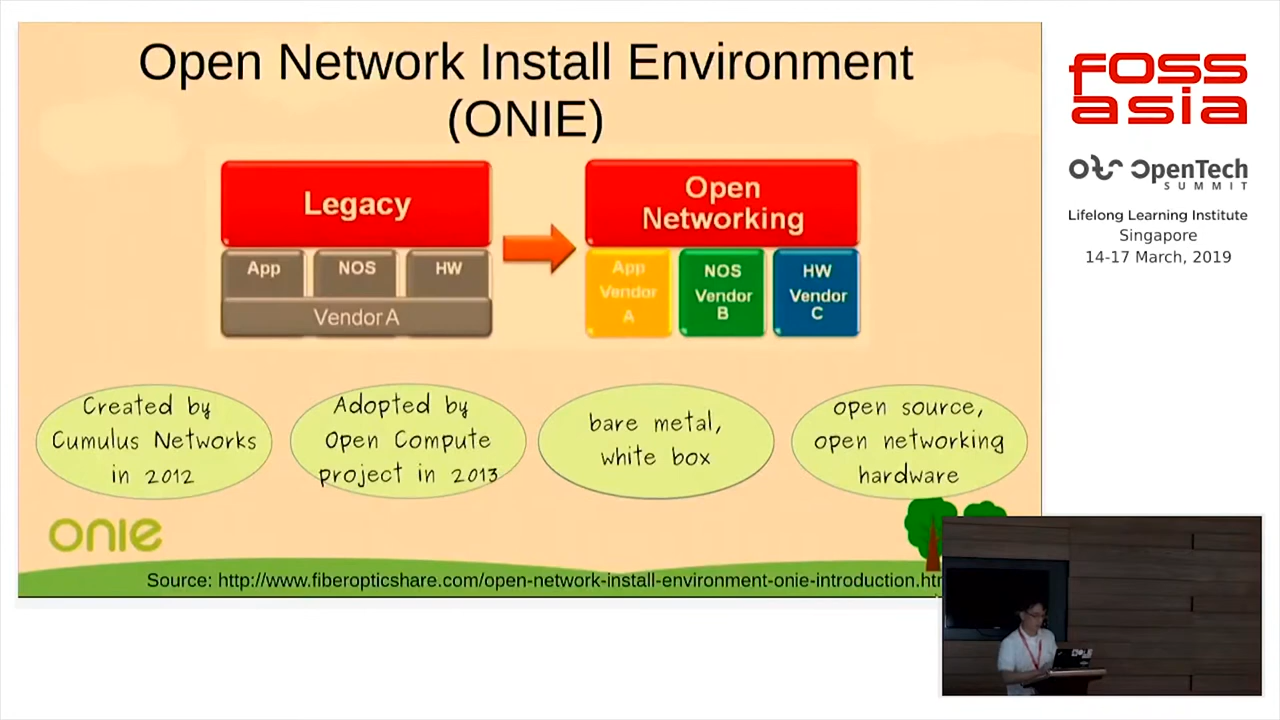 Open Network Install Environment
(ONIE)
Legacy
App
NOS
HW
Vendor A
Open
Networking
App
Vendor
A
NOS
Vendor
B
HW
Vendor
C
Created by
Cumulus Networks
in 2012
Adopted by
Open Compute
project in 2013
bare metal,
white box
open source,
open networking
hardware
onie
Source: http://www.fiberopticshare.com/open-network-install-environment-onie-introduction.htm
FOSS
asia
OpenTech
SUMMIT
Lifelong Learning Institute
Singapore
14-17 March, 2019